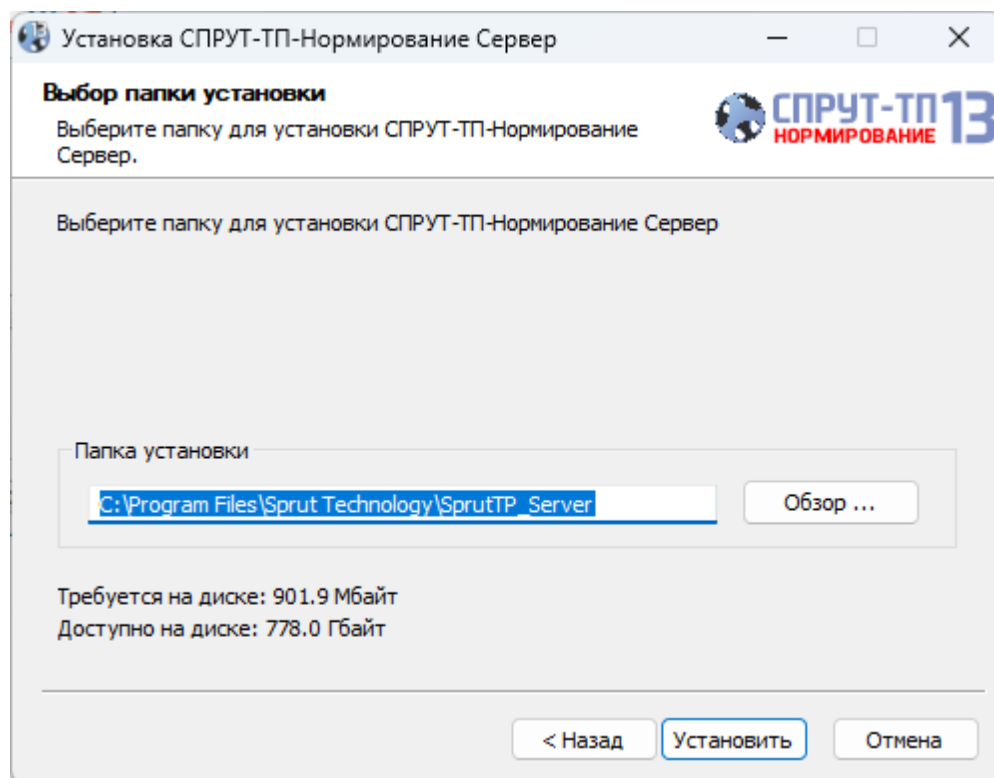 Установка СПРУТ-ТП-Нормирование Сервер
Выбор папки установки
Выберите папку для установки СПРУТ-ТП-Нормирование
Сервер.
СПРУТ-ТП 13
НОРМИРОВАНИЕ
Выберите папку для установки СПРУТ-ТП-Нормирование Сервер
Папка установки
C:\Program Files\Sprut Technology\SprutTP_Server
Обзор ...
Требуется на диске: 901.9 Мбайт
Доступно на диске: 778.0 Гбайт
< Назад
Установить
Отмена